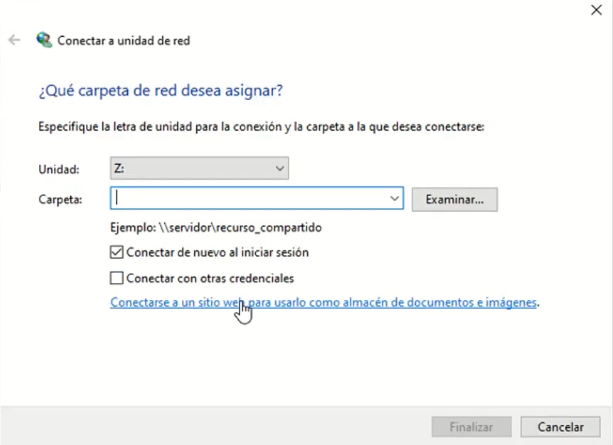 Conectar a unidad de red
¿Qué carpeta de red desea asignar?
Especifique la letra de unidad para la conexión y la carpeta a la que desea conectarse:
Unidad: Z:
Carpeta: Examinar...
Ejemplo: \\servidor\recurso_compartido
Conectar de nuevo al iniciar sesión
Conectar con otras credenciales
Conectarse a un sitio web para usarlo como almacén de documentos e imágenes.
Finalizar Cancelar